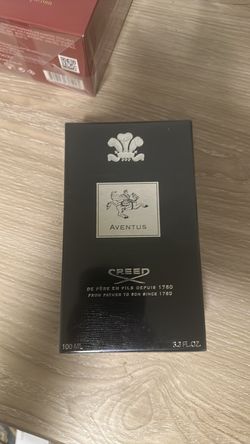 AVENTUS
CREED
DE PÈRE EN FILS DEPUIS 1760
FROM FATHER TO SON SINCE 1760
100 ML
3.3 FL.OZ.